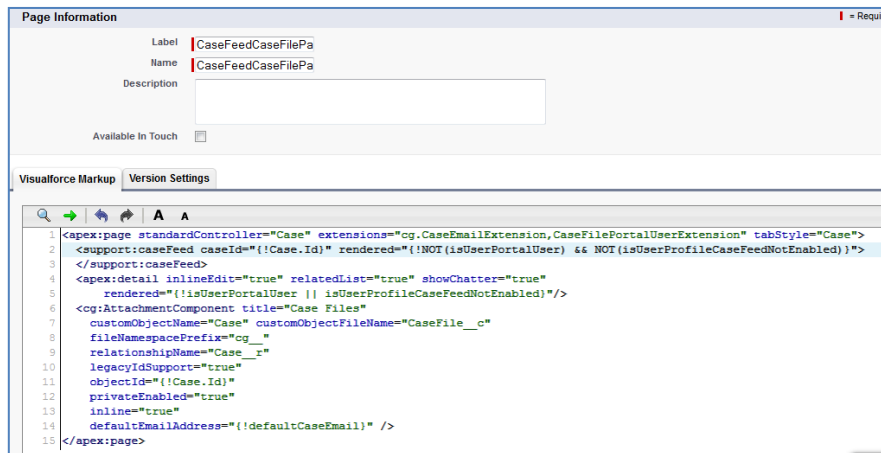 Page Information
= Requi
Label CaseFeedCaseFilePa
Name CaseFeedCaseFilePa
Description
Available In Touch
Visualforce Markup Version Settings
A A
1 <apex:page standardController="Case" extensions="cg.CaseEmailExtension,CaseFilePortalUserExtension" tabStyle="Case">
2 <support:caseFeed caseId="{!Case.Id}" rendered="{!NOT(isUserPortalUser) && NOT(isUserProfileCaseFeedNotEnabled)}">
3 </support:caseFeed>
4 <apex:detail inlineEdit="true" relatedList="true" showChatter="true"
5 rendered="{!isUserPortalUser || isUserProfileCaseFeedNotEnabled}"/>
6 <cg:AttachmentComponent title="Case Files"
7 customObjectName="Case" customObjectFileName="CaseFile__c"
8 fileNamespacePrefix="cg__"
9 relationshipName="Case__r"
10 legacyIdSupport="true"
11 objectId="{!Case.Id}"
12 privateEnabled="true"
13 inline="true"
14 defaultEmailAddress="{!defaultCaseEmail}" />
15 </apex:page>